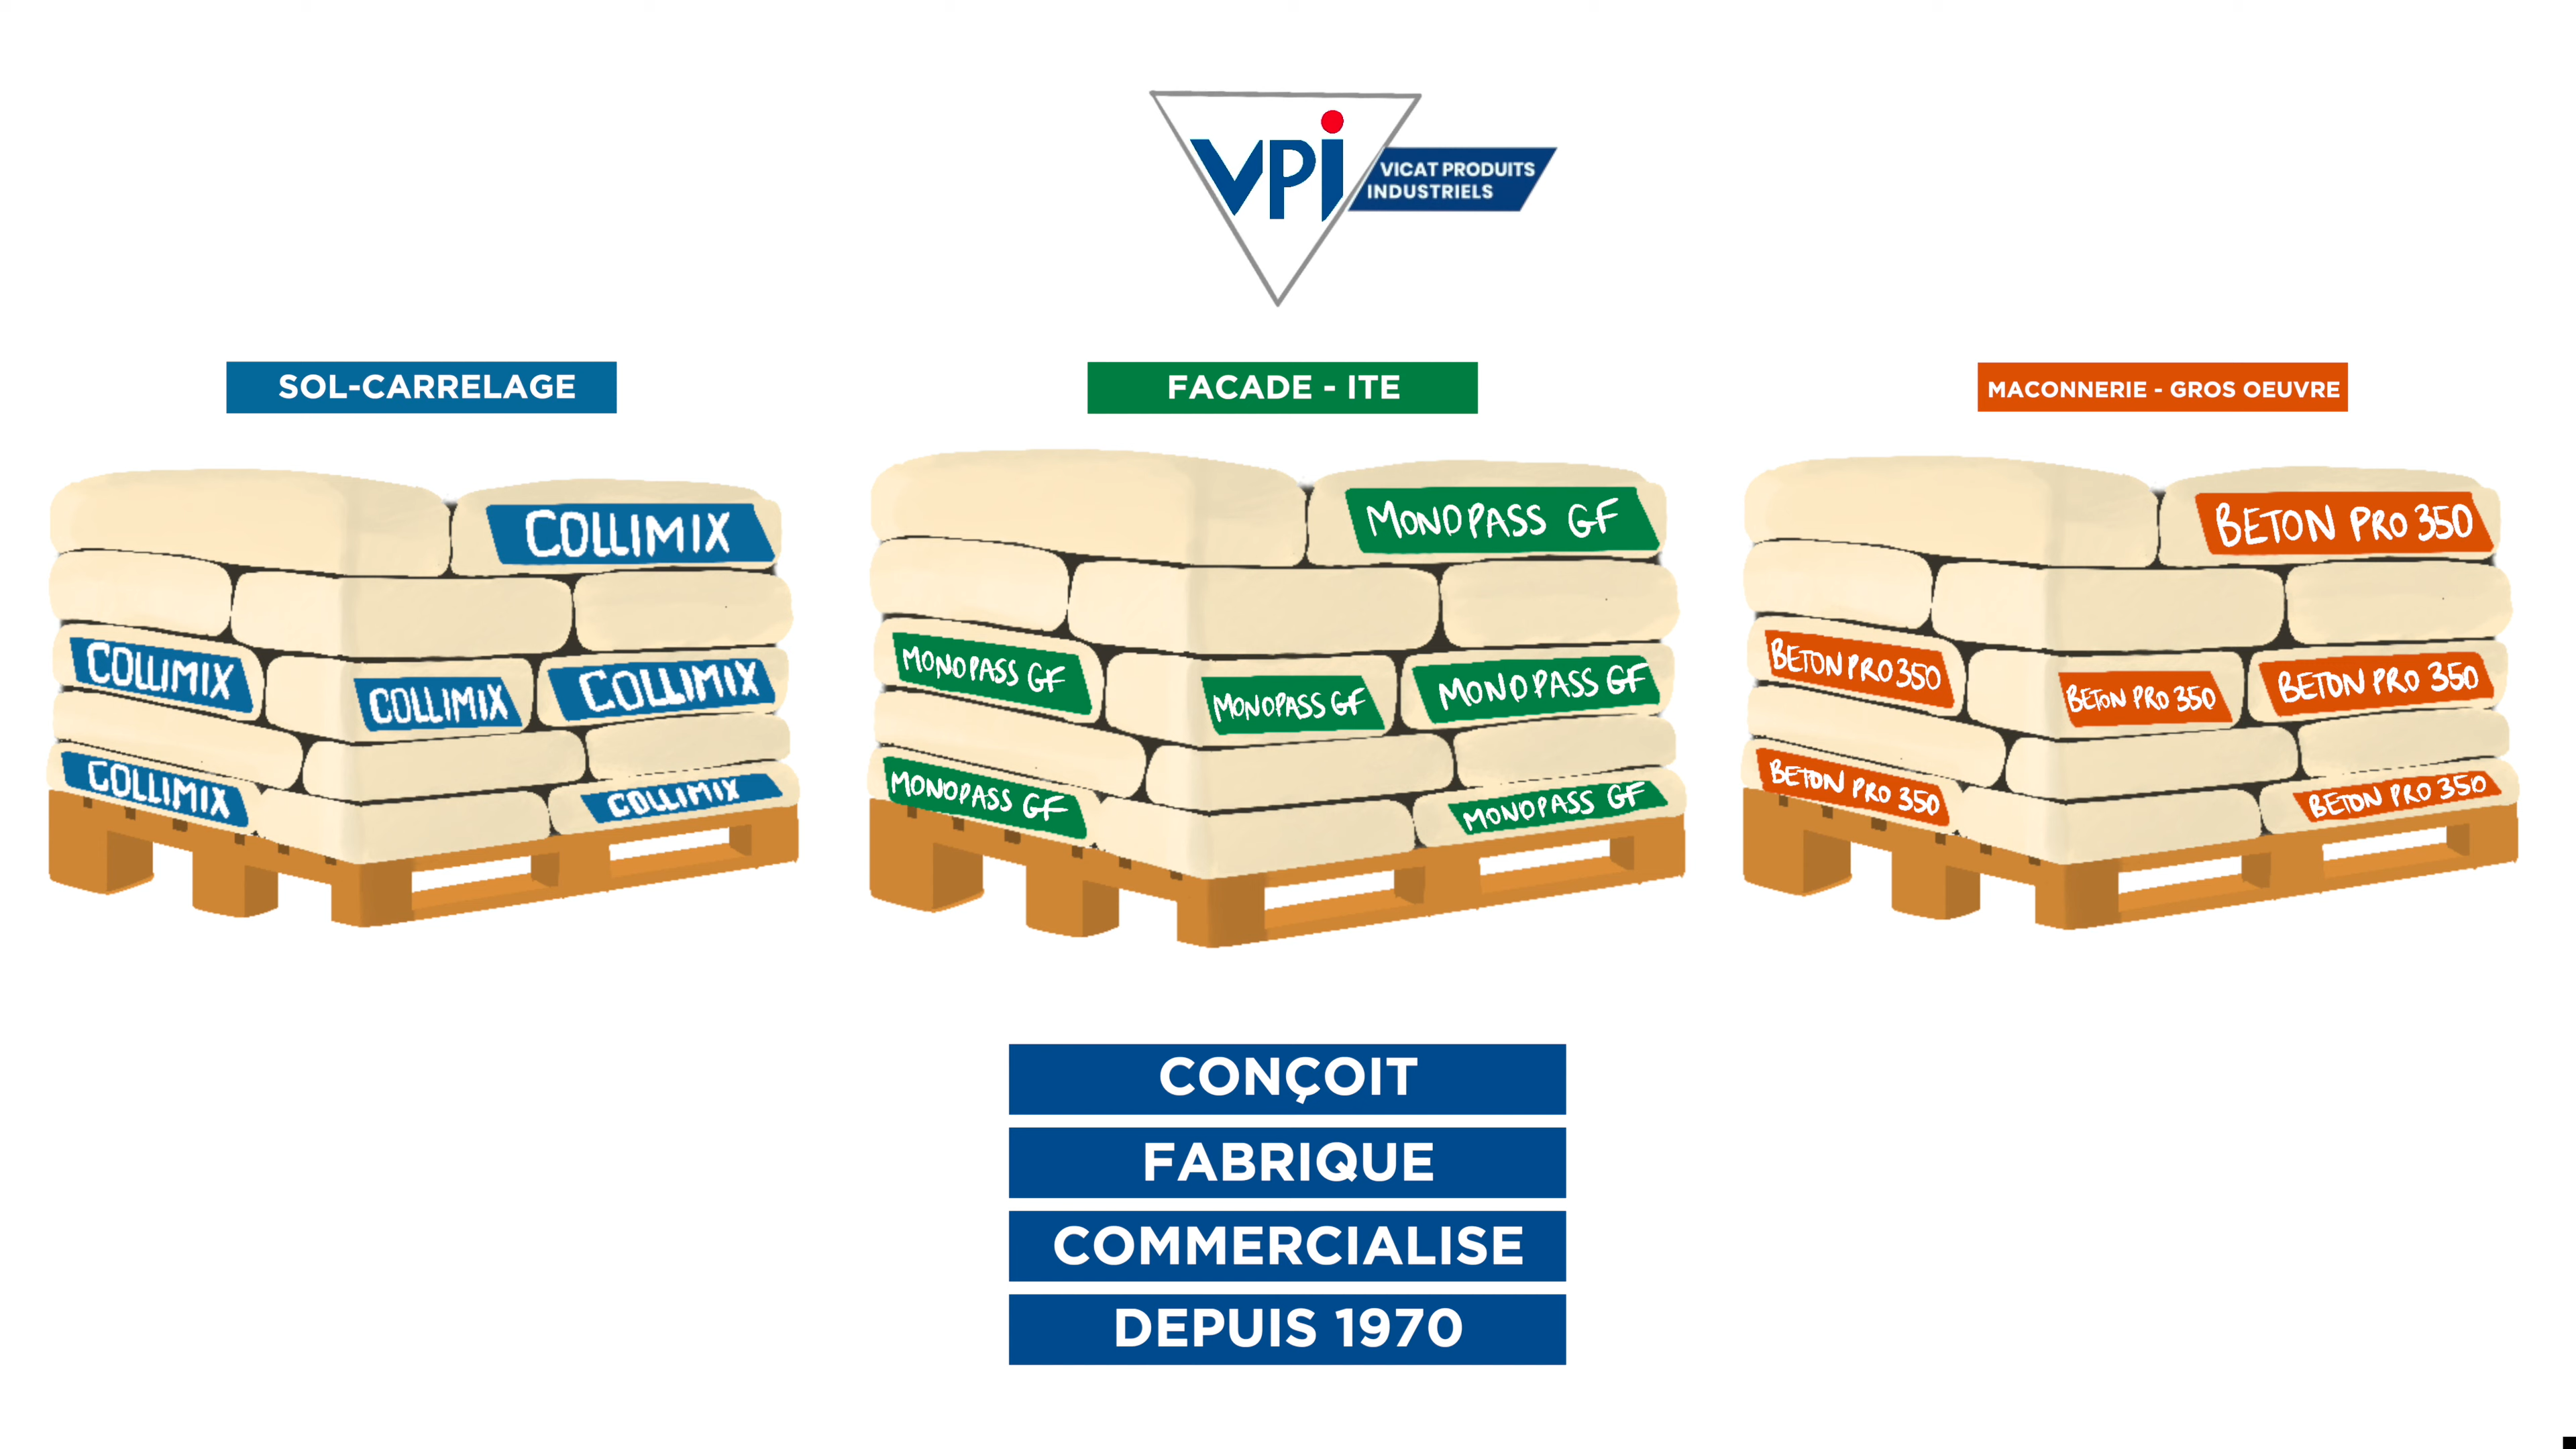 VPi
VICAT PRODUITS
INDUSTRIELS
SOL-CARRELAGE
FACADE - ITE
MACONNERIE - GROS OEUVRE
COLLIMIX
COLLIMIX
COLLIMIX
COLLIMIX
COLLIMIX
COLLIMIX
MONOPASS GF
MONOPASS GF
MONOPASS GF
MONOPASS GF
MONOPASS GF
MONOPASS GF
BETON PRO 350
BETON PRO 350
BETON PRO 350
BETON PRO 350
BETON PRO 350
BETON PRO 350
CONÇOIT
FABRIQUE
COMMERCIALISE
DEPUIS 1970